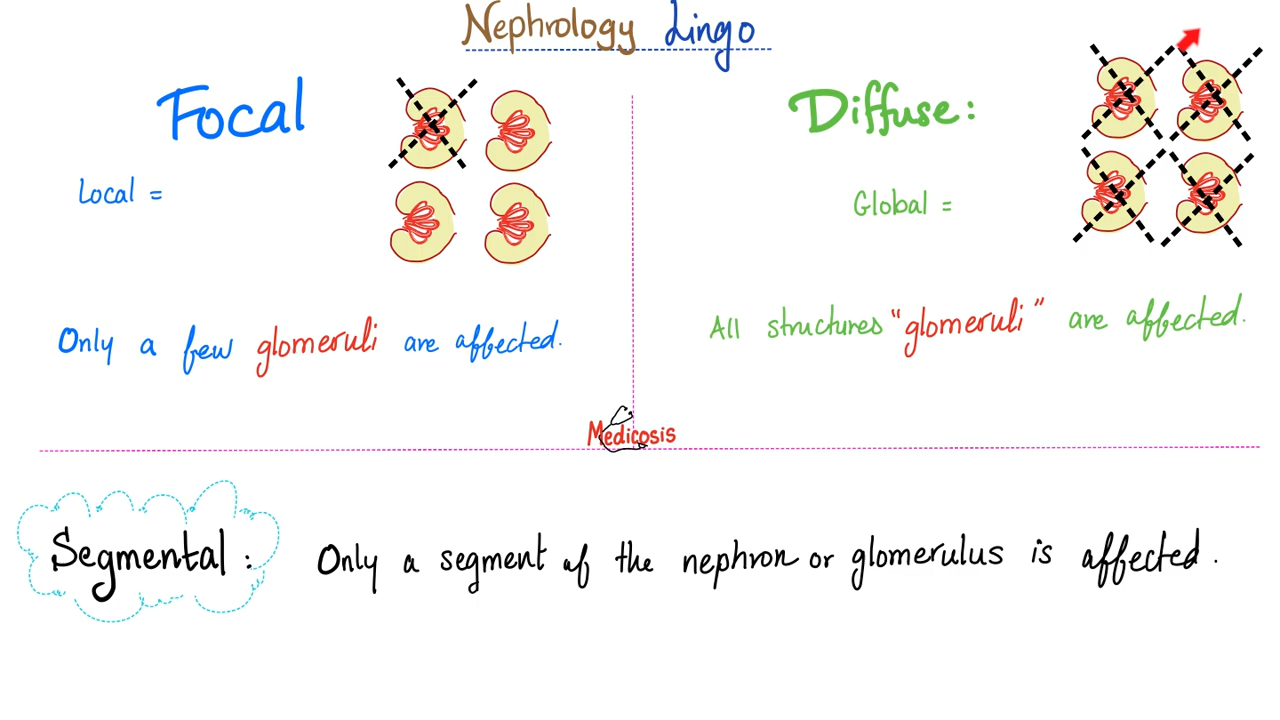 Nephrology Lingo
Focal
Local =
Only a few glomeruli are affected.
Diffuse:
Global =
All structures "glomeruli" are affected.
Medicosis
Segmental:
Only a segment of the nephron or glomerulus is affected.